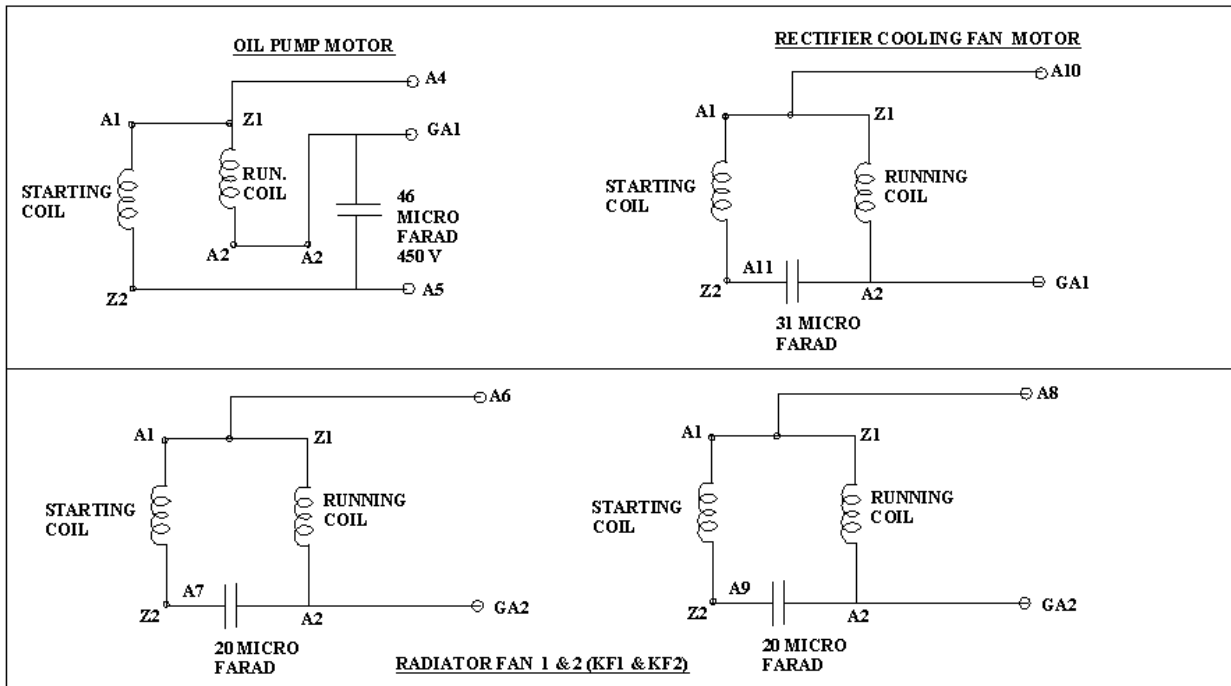 OIL PUMP MOTOR
A4
A1
Z1
GA1
STARTING
COIL
RUN.
COIL
46
MICRO
FARAD
450 V
A2
A2
Z2
A5
RECTIFIER COOLING FAN MOTOR
A10
A1
Z1
STARTING
COIL
RUNNING
COIL
A11
Z2
A2
GA1
31 MICRO
FARAD
A6
A1
Z1
STARTING
COIL
RUNNING
COIL
A7
Z2
A2
GA2
20 MICRO
FARAD
A8
A1
Z1
STARTING
COIL
RUNNING
COIL
A9
Z2
A2
GA2
20 MICRO
FARAD
RADIATOR FAN 1 & 2 (KF1 & KF2)